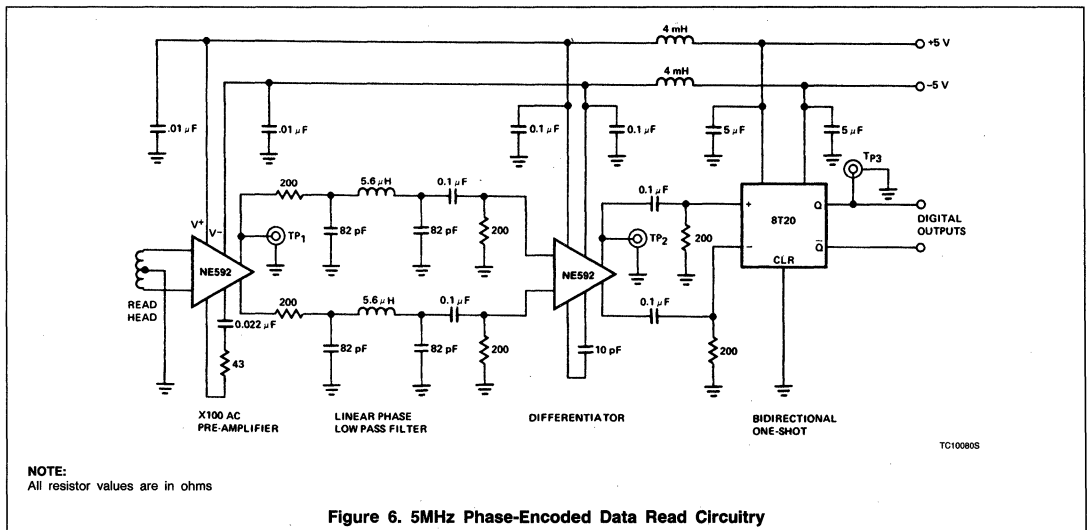 4 mH
+5 V
4 mH
−5 V
.01 μF
.01 μF
0.1 μF
0.1 μF
5 μF
5 μF
TP3
200
5.6 μH
0.1 μF
0.1 μF
8T20
+
Q
V+
V−
TP1
82 pF
82 pF
200
TP2
200
DIGITAL
OUTPUTS
NE592
NE592
−
Q̅
CLR
READ
HEAD
200
5.6 μH
0.1 μF
0.1 μF
0.022 μF
43
82 pF
82 pF
200
10 pF
200
X100 AC
PRE-AMPLIFIER
LINEAR PHASE
LOW PASS FILTER
DIFFERENTIATOR
BIDIRECTIONAL
ONE-SHOT
TC10080S
NOTE:
All resistor values are in ohms
Figure 6. 5MHz Phase-Encoded Data Read Circuitry